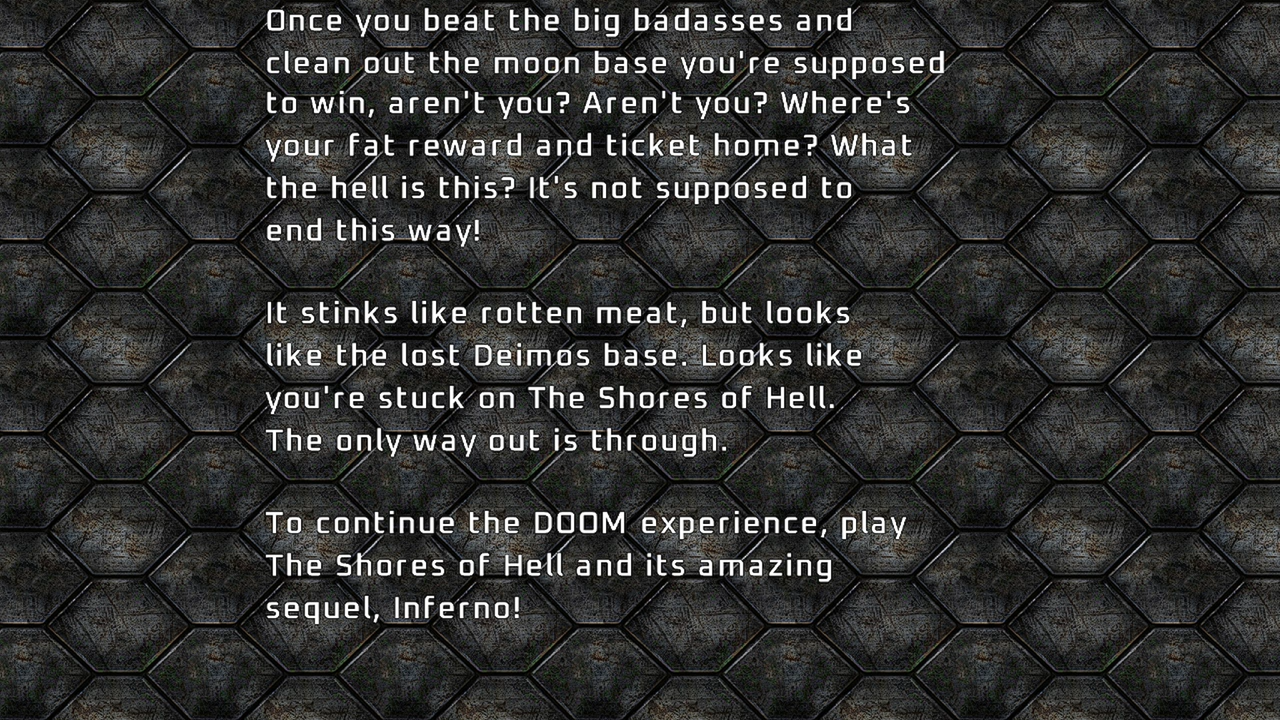 Once you beat the big badasses and
clean out the moon base you're supposed
to win, aren't you? Aren't you? Where's
your fat reward and ticket home? What
the hell is this? It's not supposed to
end this way!
It stinks like rotten meat, but looks
like the lost Deimos base. Looks like
you're stuck on The Shores of Hell.
The only way out is through.
To continue the DOOM experience, play
The Shores of Hell and its amazing
sequel, Inferno!